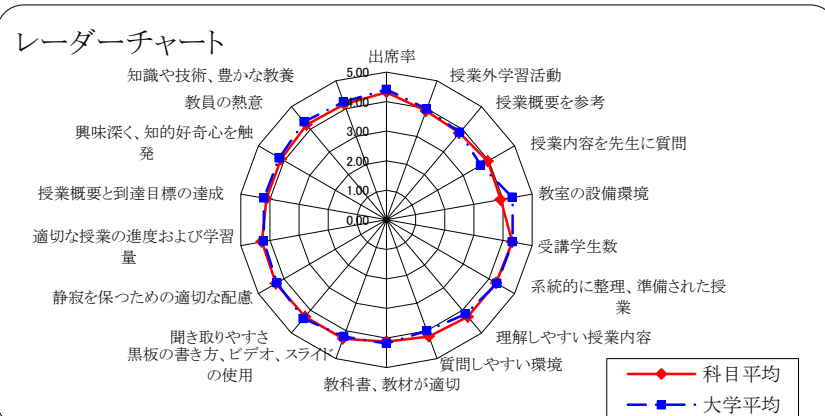 レーダーチャート
出席率
授業外学習活動
授業概要を参考
授業内容を先生に質問
教室の設備環境
受講学生数
系統的に整理、準備された授
業
理解しやすい授業内容
質問しやすい環境
教科書、教材が適切
黒板の書き方、ビデオ、スライド
の使用
聞き取りやすさ
静寂を保つための適切な配慮
適切な授業の進度および学習
量
授業概要と到達目標の達成
興味深く、知的好奇心を触
発
教員の熱意
知識や技術、豊かな教養
5.00
4.00
3.00
2.00
1.00
0.00
科目平均
大学平均